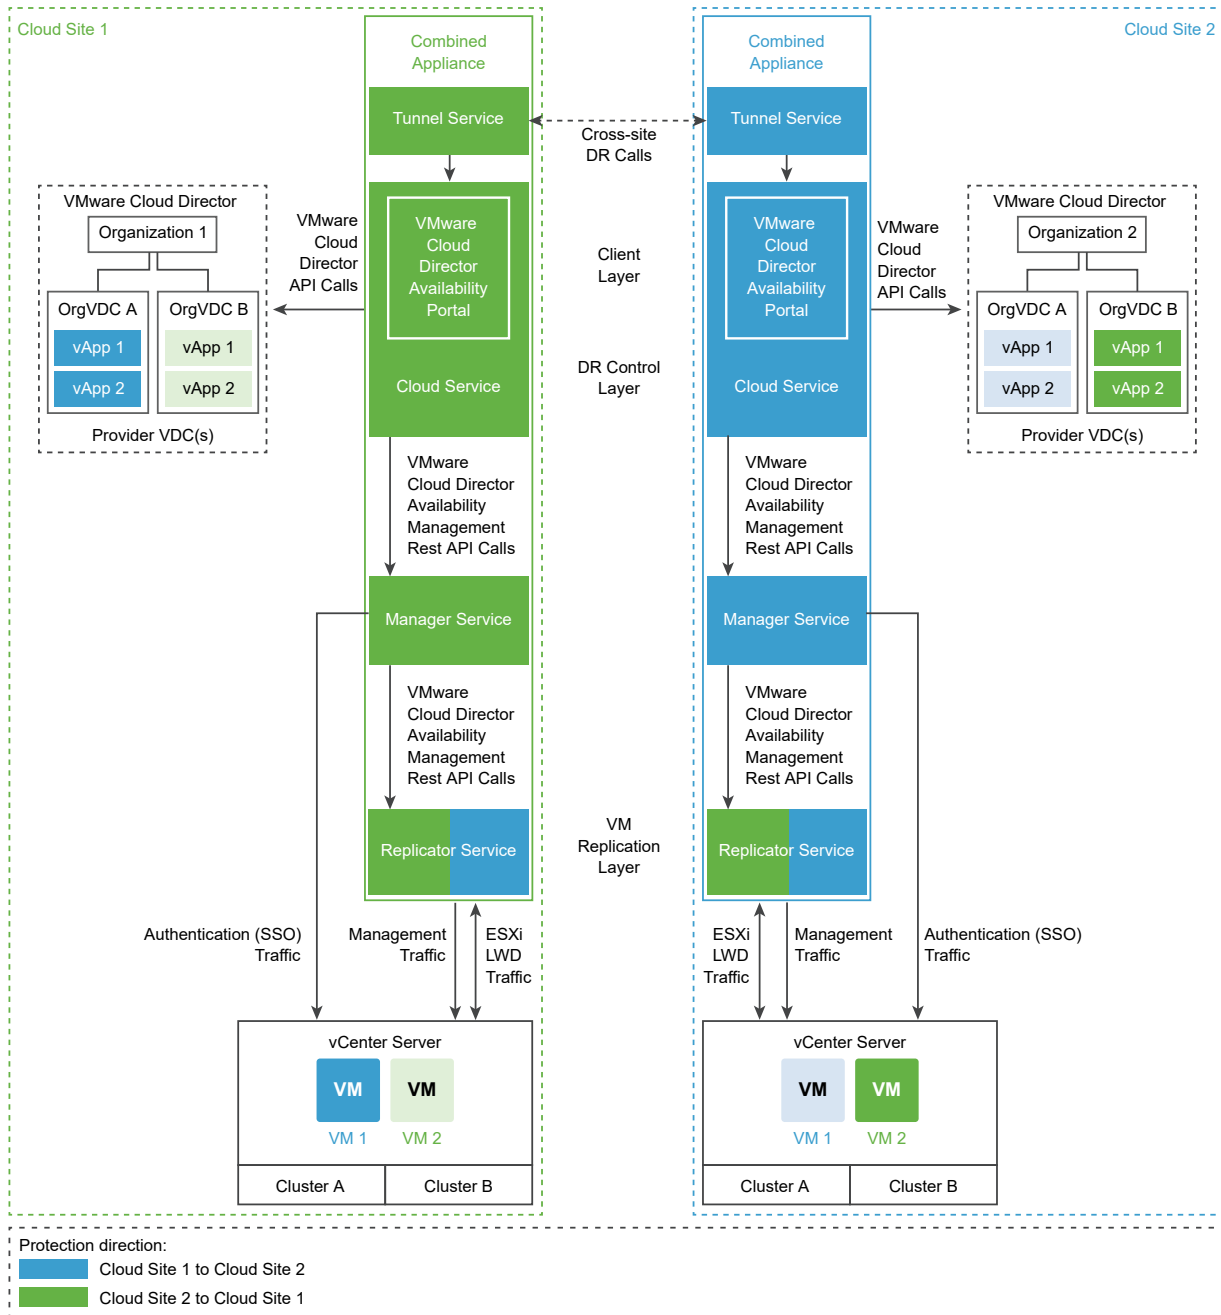 Cloud Site 1
Combined
Appliance
Tunnel Service
VMware Cloud Director
Organization 1
OrgVDC A
vApp 1
vApp 2
OrgVDC B
vApp 1
vApp 2
Provider VDC(s)
VMware
Cloud
Director
API Calls
VMware
Cloud
Director
Availability
Portal
Cloud Service
VMware
Cloud Director
Availability
Management
Rest API Calls
Manager Service
VMware
Cloud Director
Availability
Management
Rest API Calls
Replicator Service
Authentication (SSO)
Traffic
Management
Traffic
ESXi
LWD
Traffic
vCenter Server
VM
VM 1
VM
VM 2
Cluster A
Cluster B
Cross-site
DR Calls
Client
Layer
DR Control
Layer
VM
Replication
Layer
Cloud Site 2
Combined
Appliance
Tunnel Service
VMware
Cloud
Director
Availability
Portal
Cloud Service
VMware
Cloud
Director
API Calls
VMware Cloud Director
Organization 2
OrgVDC A
vApp 1
vApp 2
OrgVDC B
vApp 1
vApp 2
Provider VDC(s)
VMware
Cloud Director
Availability
Management
Rest API Calls
Manager Service
VMware
Cloud Director
Availability
Management
Rest API Calls
Replicator Service
ESXi
LWD
Traffic
Management
Traffic
Authentication (SSO)
Traffic
vCenter Server
VM
VM 1
VM
VM 2
Cluster A
Cluster B
Protection direction:
Cloud Site 1 to Cloud Site 2
Cloud Site 2 to Cloud Site 1